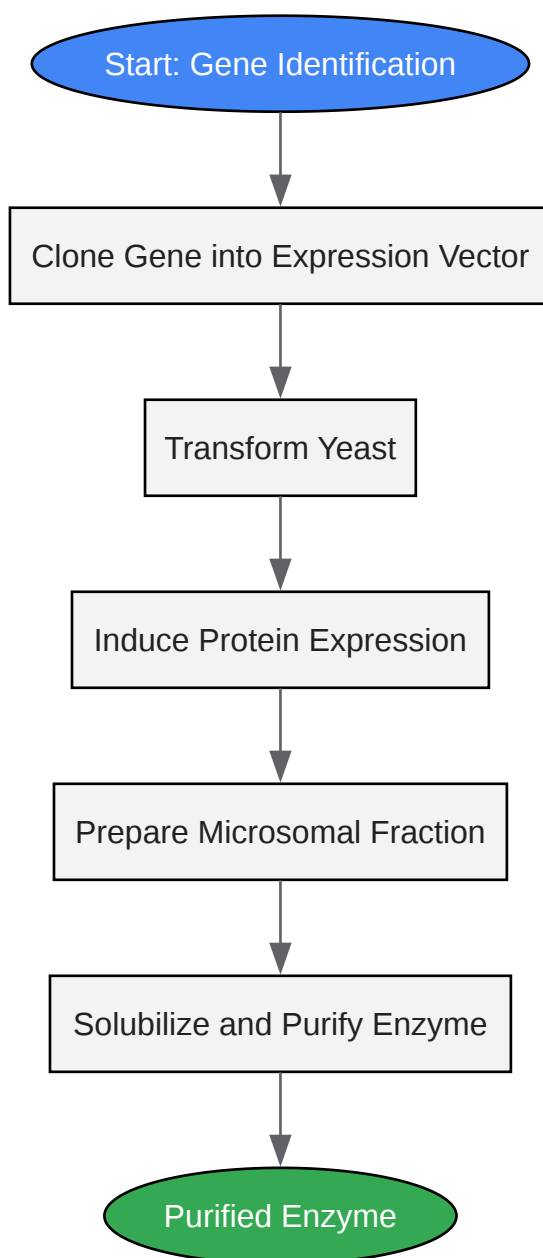 Start: Gene Identification
Clone Gene into Expression Vector
Transform Yeast
Induce Protein Expression
Prepare Microsomal Fraction
Solubilize and Purify Enzyme
Purified Enzyme